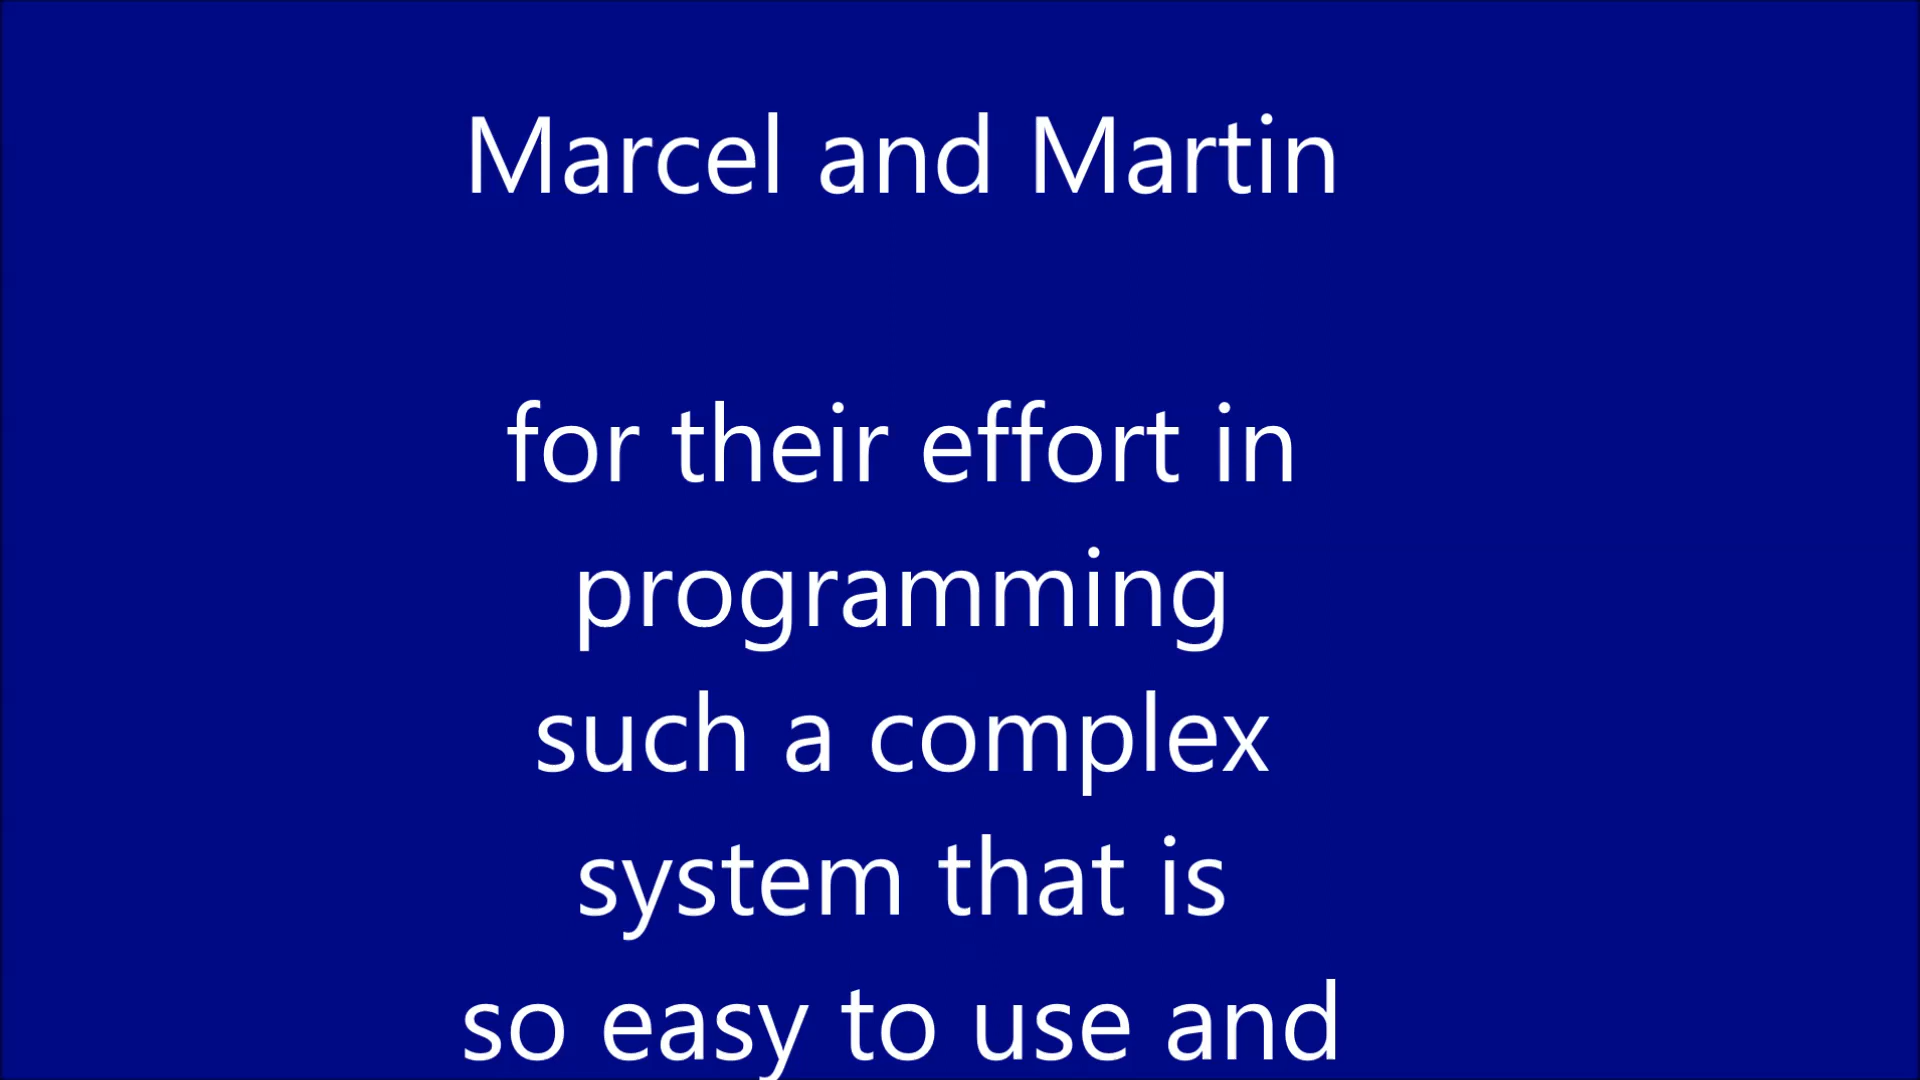 Marcel and Martin
for their effort in
programming
such a complex
system that is
so easy to use and